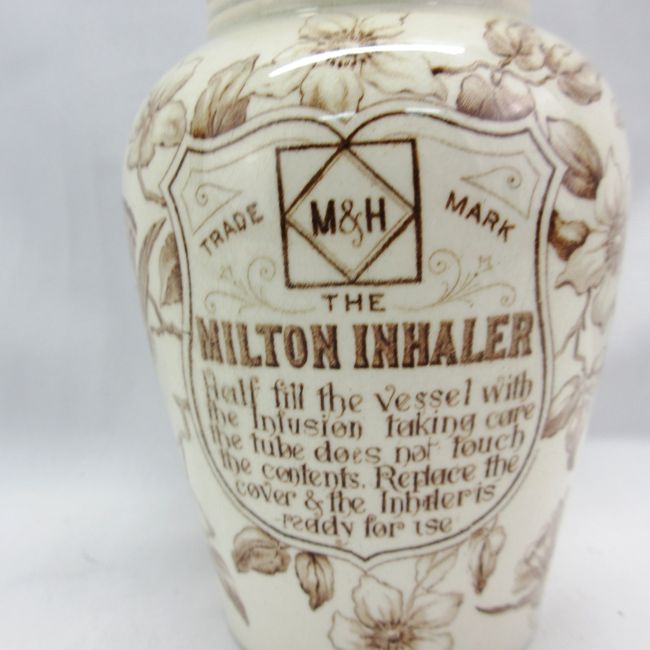 TRADE M&H MARK
THE
MILTON INHALER
Half fill the vessel with
the Infusion taking care
the tube does not touch
the contents. Replace the
cover & the Inhaler is
ready for use